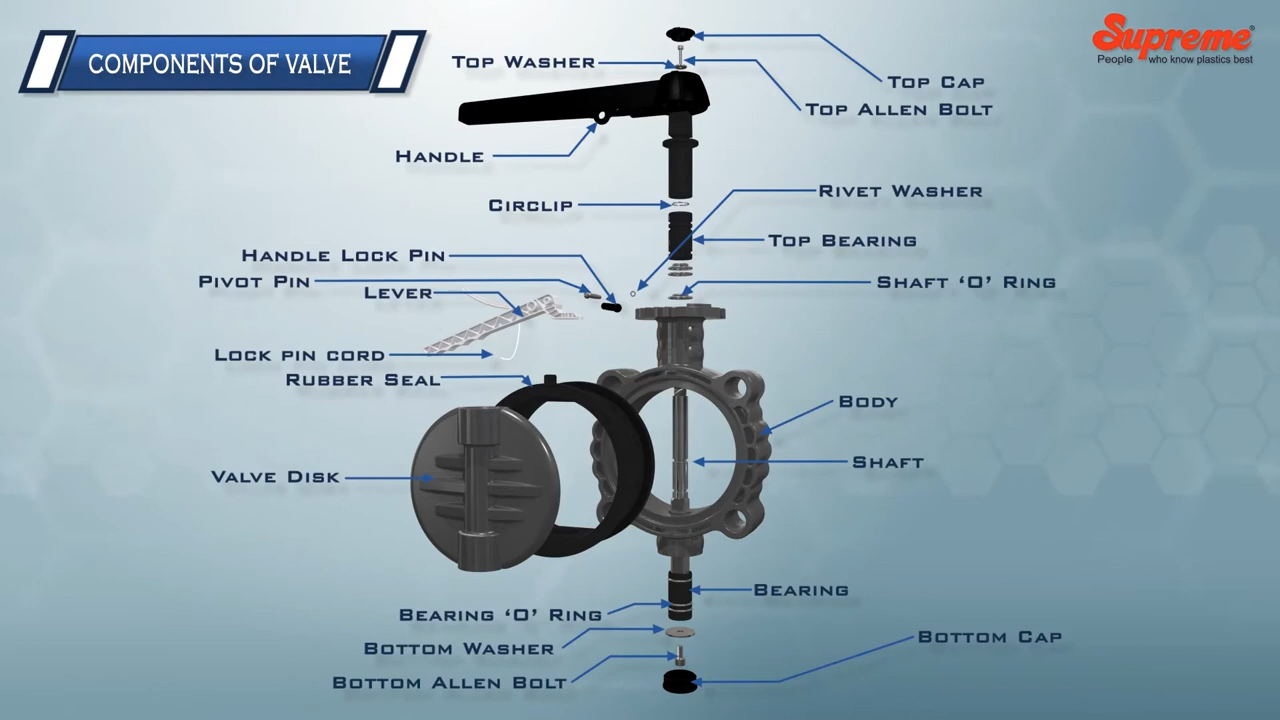 COMPONENTS OF VALVE
Supreme®
People who know plastics best
TOP WASHER
TOP CAP
TOP ALLEN BOLT
HANDLE
RIVET WASHER
CIRCLIP
TOP BEARING
HANDLE LOCK PIN
PIVOT PIN
SHAFT ‘O’ RING
LEVER
LOCK PIN CORD
RUBBER SEAL
BODY
SHAFT
VALVE DISK
BEARING
BEARING ‘O’ RING
BOTTOM CAP
BOTTOM WASHER
BOTTOM ALLEN BOLT